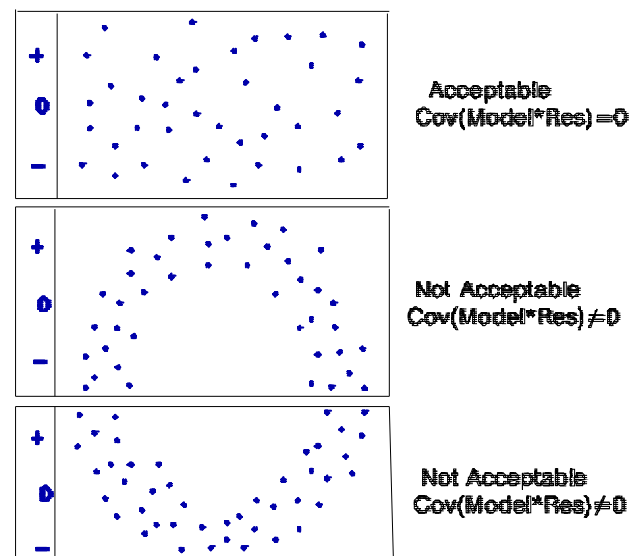 +
0
−
Acceptable
Cov(Model*Res)=0
+
0
−
Not Acceptable
Cov(Model*Res)≠0
+
0
−
Not Acceptable
Cov(Model*Res)≠0